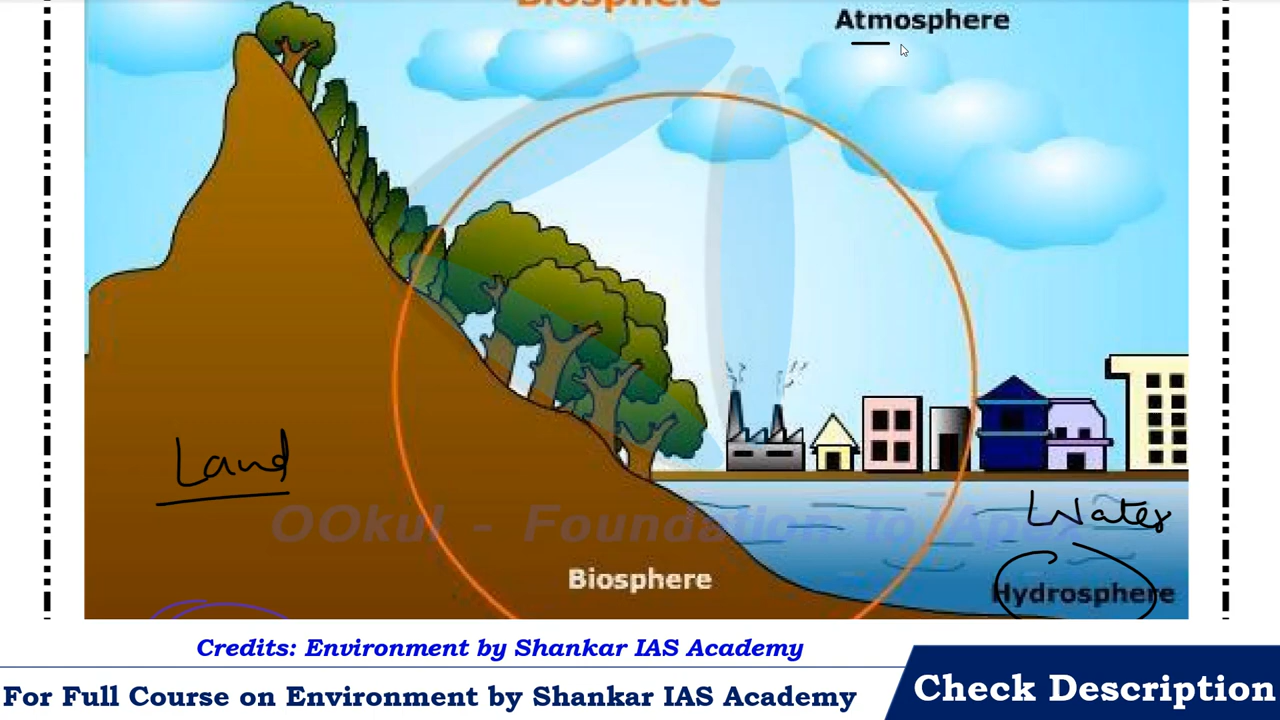 Biosphere
Atmosphere
Land
OOkul - Foundation to Apex
Water
Biosphere
Hydrosphere
Credits: Environment by Shankar IAS Academy
For Full Course on Environment by Shankar IAS Academy
Check Description